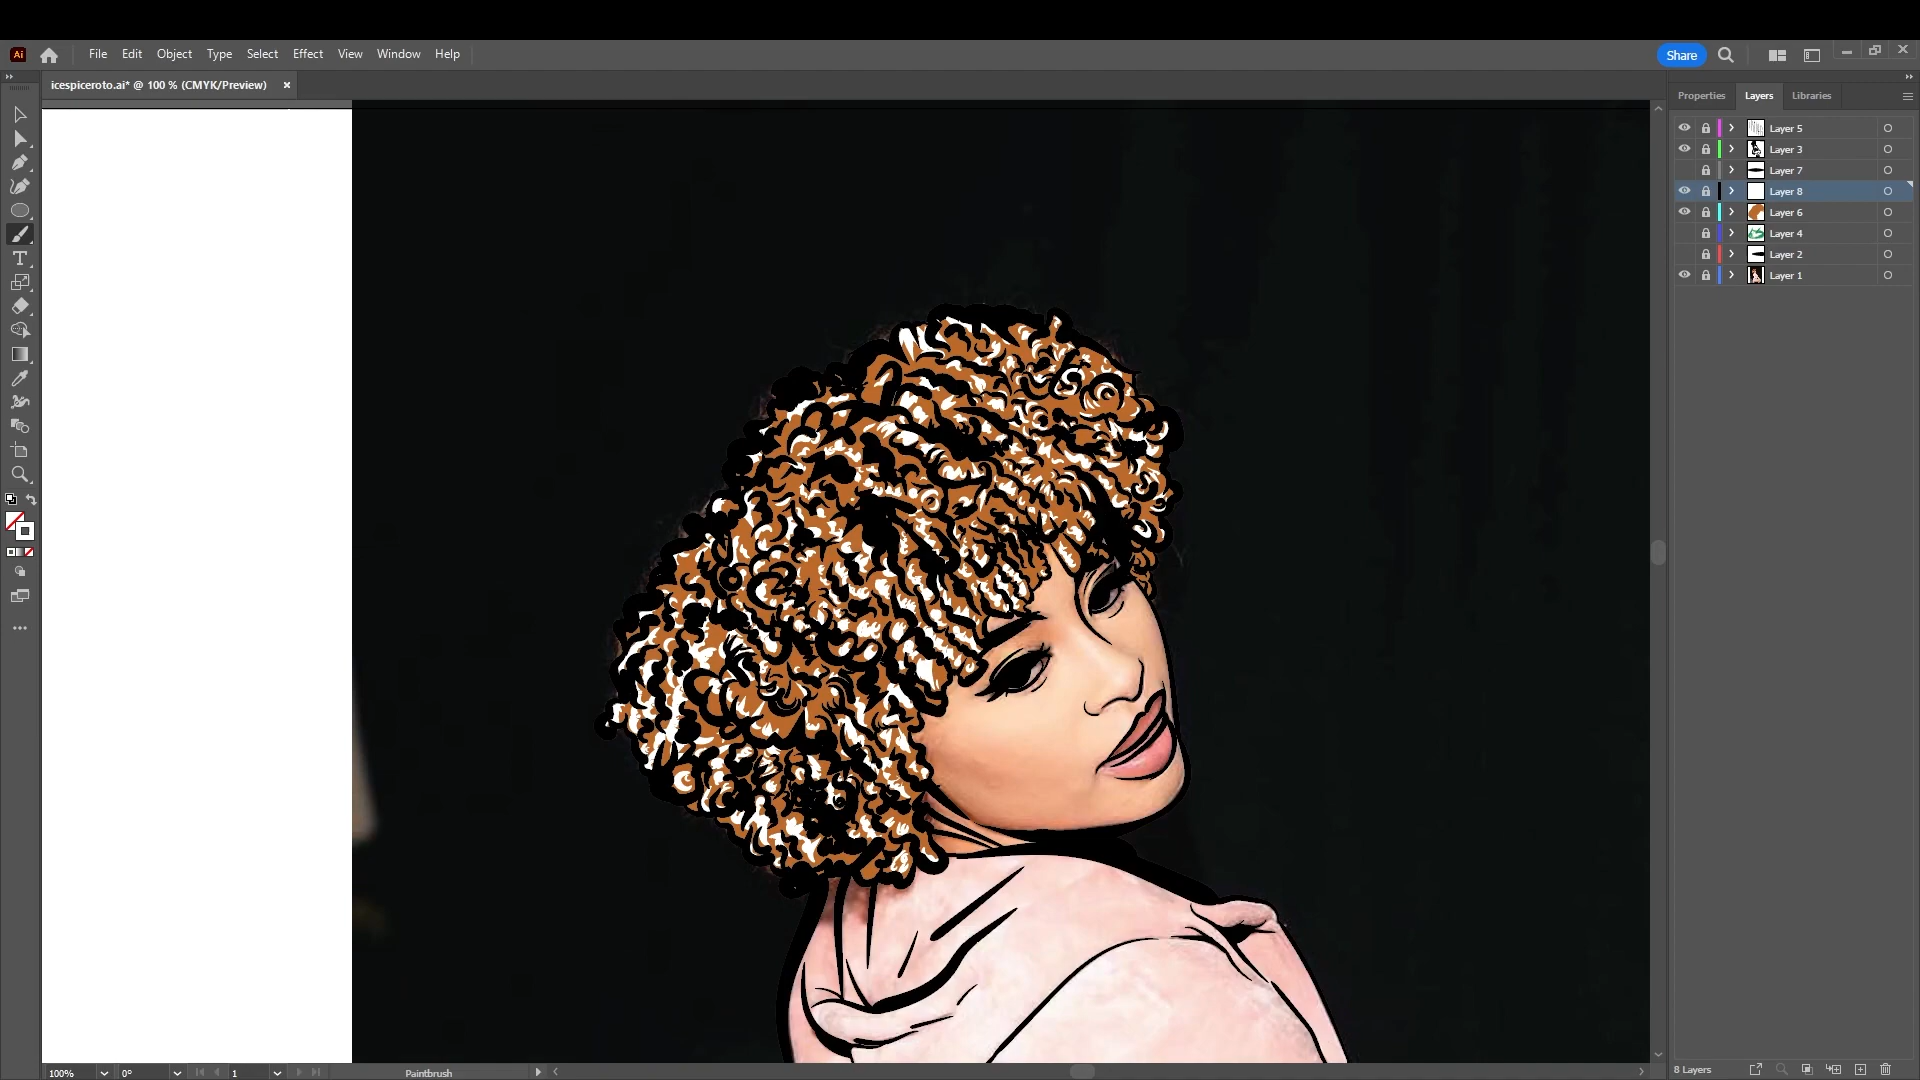 Ai File Edit Object Type Select Effect View Window Help Share
icespiceroto.ai* @ 100 % (CMYK/Preview) ×
Properties Layers Libraries
Layer 5
Layer 3
Layer 7
Layer 8
Layer 6
Layer 4
Layer 2
Layer 1
100% 0° 1 Paintbrush 8 Layers